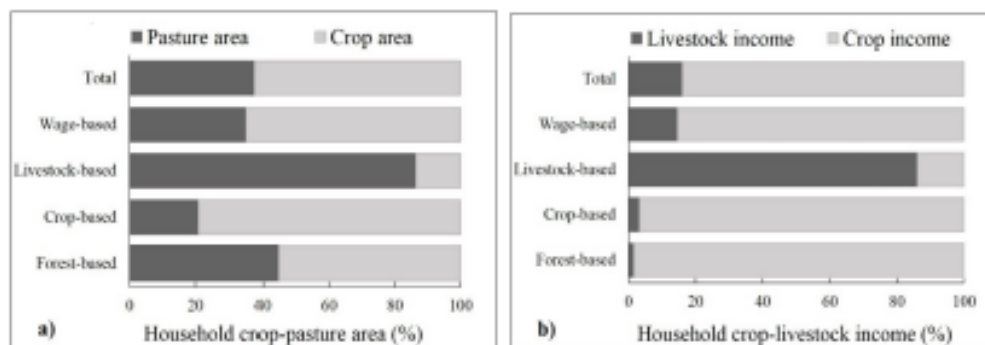 Pasture area Crop area
Total
Wage-based
Livestock-based
Crop-based
Forest-based
0 20 40 60 80 100
a) Household crop-pasture area (%)
Livestock income Crop income
Total
Wage-based
Livestock-based
Crop-based
Forest-based
0 20 40 60 80 100
b) Household crop-livestock income (%)